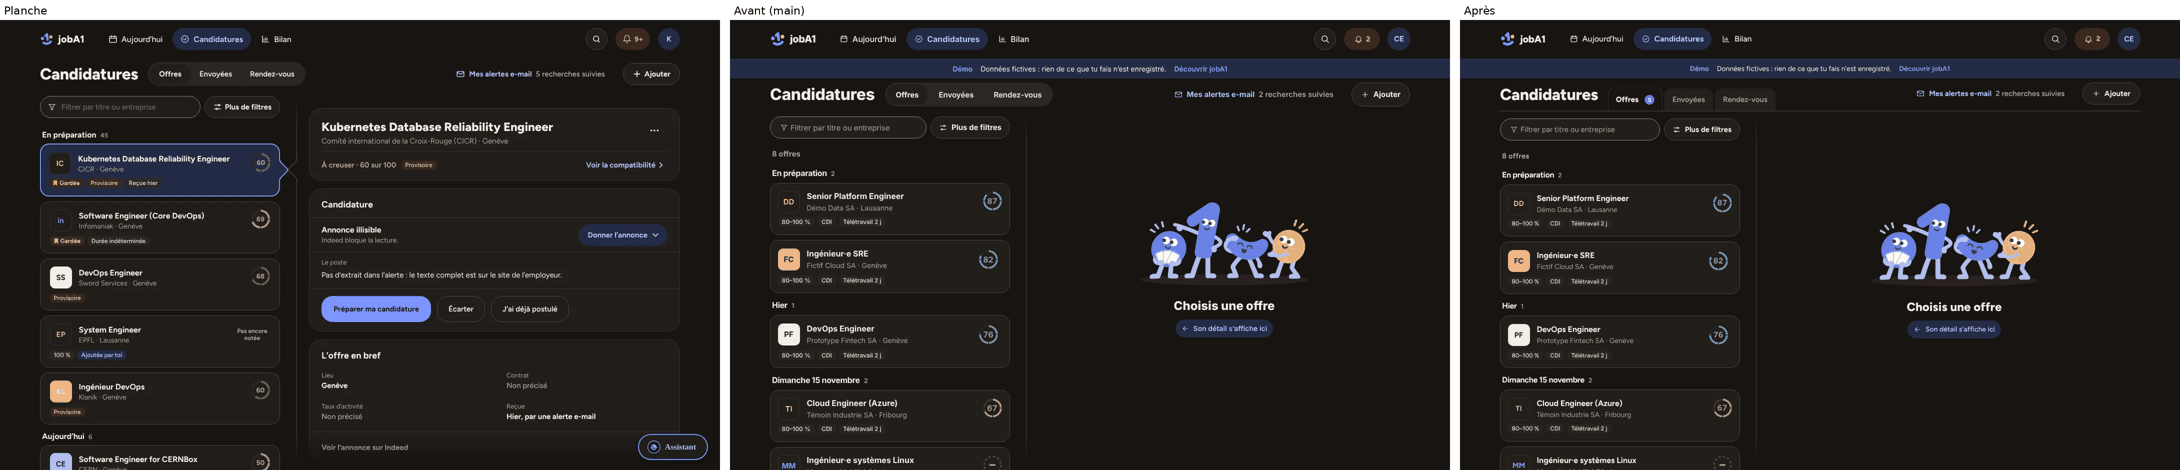 Planche
jobA1 Aujourd'hui Candidatures Bilan 9+ K
Candidatures Offres Envoyées Rendez-vous Mes alertes e-mail 5 recherches suivies + Ajouter
Filtrer par titre ou entreprise Plus de filtres
En préparation 45
IC Kubernetes Database Reliability Engineer 60
CICR · Genève
Gardée Provisoire Reçue hier
in Software Engineer (Core DevOps) 69
Infomaniak · Genève
Gardée Durée indéterminée
SS DevOps Engineer 68
Sword Services · Genève
Provisoire
EP System Engineer Pas encore notée
EPFL · Lausanne
100 % Ajoutée par toi
KL Ingénieur DevOps 60
Klanik · Genève
Provisoire
Aujourd'hui 6
CE Software Engineer for CERNBox 50
CERN · Genève
Kubernetes Database Reliability Engineer ...
Comité international de la Croix-Rouge (CICR) · Genève
À creuser · 60 sur 100 Provisoire Voir la compatibilité
Candidature
Annonce illisible
Indeed bloque la lecture.
Donner l'annonce
Le poste
Pas d'extrait dans l'alerte : le texte complet est sur le site de l'employeur.
Préparer ma candidature Écarter J'ai déjà postulé
L'offre en bref
Lieu Contrat
Genève Non précisé
Taux d'activité Reçue
Non précisé Hier, par une alerte e-mail
Voir l'annonce sur Indeed
Assistant
Avant (main)
jobA1 Aujourd'hui Candidatures Bilan 2 CE
Démo Données fictives : rien de ce que tu fais n'est enregistré. Découvrir jobA1
Candidatures Offres Envoyées Rendez-vous Mes alertes e-mail 2 recherches suivies + Ajouter
Filtrer par titre ou entreprise Plus de filtres
8 offres
En préparation 2
DD Senior Platform Engineer 87
Démo Data SA · Lausanne
80–100 % CDI Télétravail 2 j
FC Ingénieur·e SRE 82
Fictif Cloud SA · Genève
80–100 % CDI Télétravail 2 j
Hier 1
PF DevOps Engineer 76
Prototype Fintech SA · Genève
80–100 % CDI Télétravail 2 j
Dimanche 15 novembre 2
TI Cloud Engineer (Azure) 67
Témoin Industrie SA · Fribourg
80–100 % CDI Télétravail 2 j
MM Ingénieur·e systèmes Linux
Choisis une offre
← Son détail s'affiche ici
Après
jobA1 Aujourd'hui Candidatures Bilan 2 CE
Démo Données fictives : rien de ce que tu fais n'est enregistré. Découvrir jobA1
Candidatures Offres 5 Envoyées Rendez-vous Mes alertes e-mail 2 recherches suivies + Ajouter
Filtrer par titre ou entreprise Plus de filtres
8 offres
En préparation 2
DD Senior Platform Engineer 87
Démo Data SA · Lausanne
80–100 % CDI Télétravail 2 j
FC Ingénieur·e SRE 82
Fictif Cloud SA · Genève
80–100 % CDI Télétravail 2 j
Hier 1
PF DevOps Engineer 76
Prototype Fintech SA · Genève
80–100 % CDI Télétravail 2 j
Dimanche 15 novembre 2
TI Cloud Engineer (Azure) 67
Témoin Industrie SA · Fribourg
80–100 % CDI Télétravail 2 j
MM Ingénieur·e systèmes Linux
Choisis une offre
← Son détail s'affiche ici